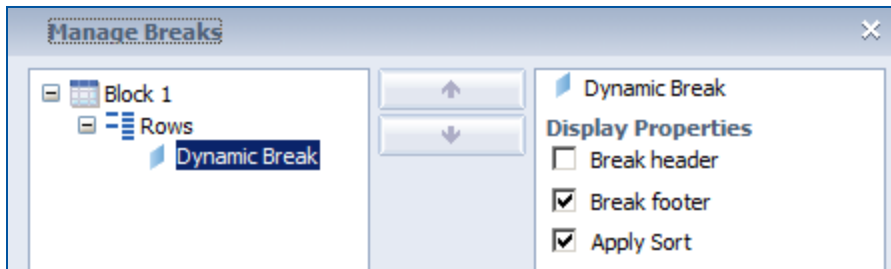 Manage Breaks
Block 1
Rows
Dynamic Break
Dynamic Break
Display Properties
Break header
Break footer
Apply Sort